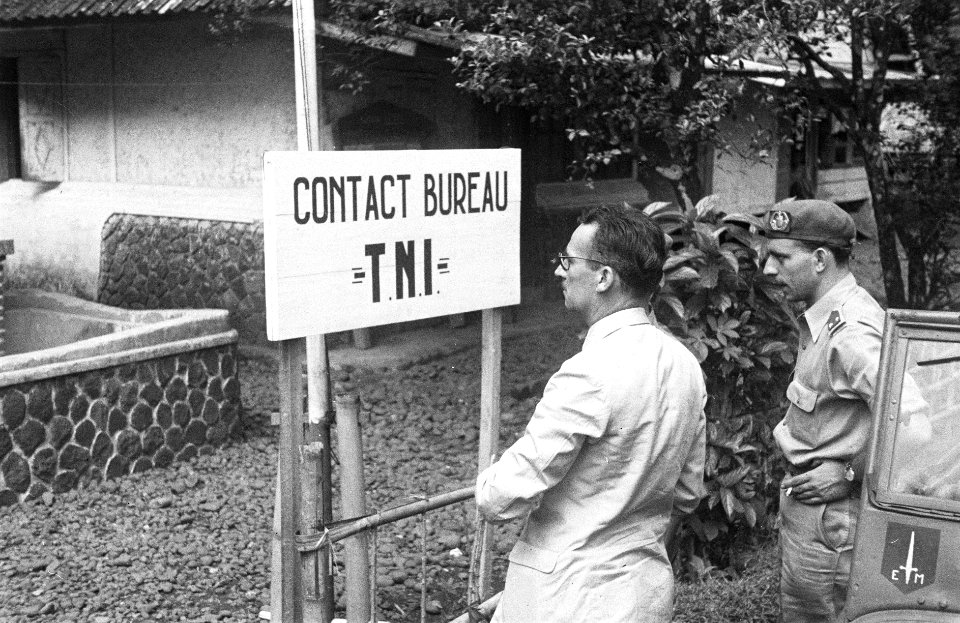 CONTACT BUREAU
=T.N.I.=
E M